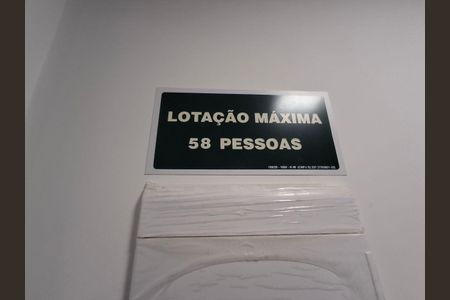 LOTAÇÃO MÁXIMA
58 PESSOAS